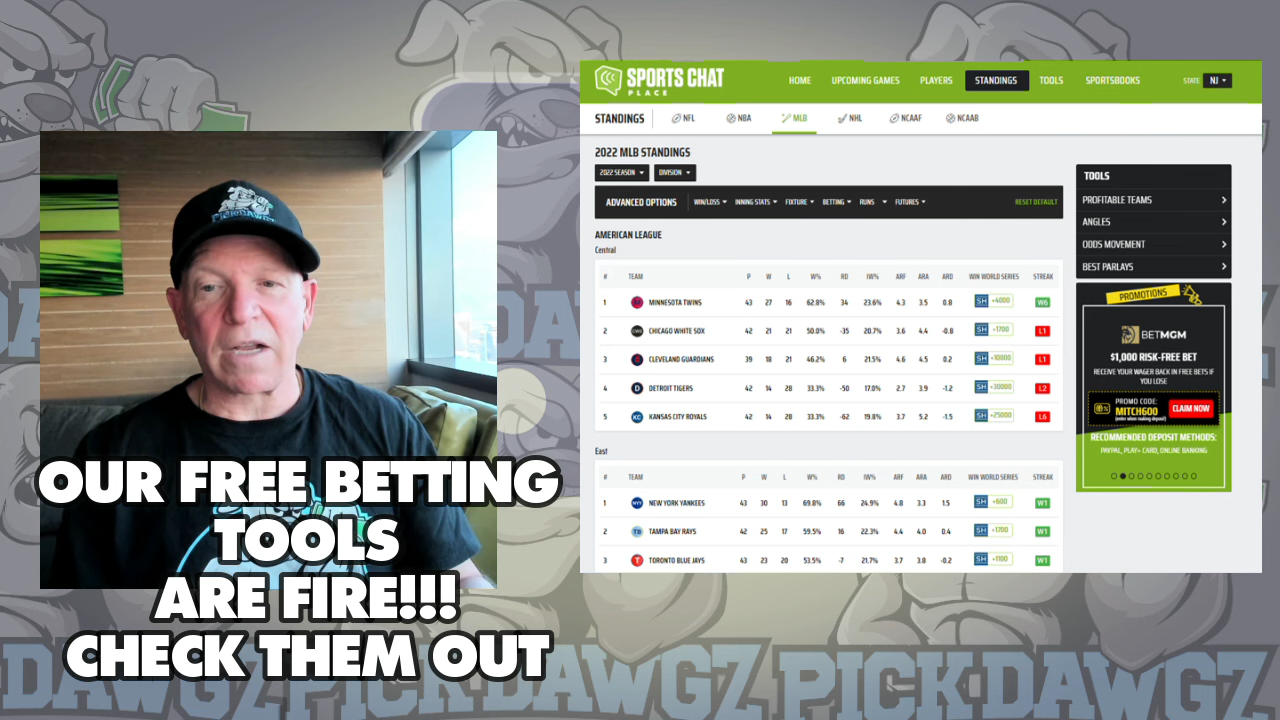 SPORTS CHAT
PLACE
HOME UPCOMING GAMES PLAYERS STANDINGS TOOLS SPORTSBOOKS STATE NJ
STANDINGS NFL NBA MLB NHL NCAAF NCAAB
2022 MLB STANDINGS
2022 SEASON DIVISION
ADVANCED OPTIONS WIN/LOSS INNING STATS FIXTURE BETTING RUNS FUTURES RESET DEFAULT
AMERICAN LEAGUE
Central
# TEAM P W L W% RD IW% ARF ARA ARD WIN WORLD SERIES STREAK
1 MINNESOTA TWINS 43 27 16 62.8% 34 23.6% 4.3 3.5 0.8 SH +4000 W6
2 CHICAGO WHITE SOX 42 21 21 50.0% -35 20.7% 3.6 4.4 -0.8 SH +1700 L1
3 CLEVELAND GUARDIANS 39 18 21 46.2% 6 21.5% 4.6 4.5 0.2 SH +10000 L1
4 DETROIT TIGERS 42 14 28 33.3% -50 17.0% 2.7 3.9 -1.2 SH +30000 L2
5 KANSAS CITY ROYALS 42 14 28 33.3% -62 19.8% 3.7 5.2 -1.5 SH +25000 L6
East
# TEAM P W L W% RD IW% ARF ARA ARD WIN WORLD SERIES STREAK
1 NEW YORK YANKEES 43 30 13 69.8% 66 24.9% 4.8 3.3 1.5 SH +600 W1
2 TAMPA BAY RAYS 42 25 17 59.5% 16 22.3% 4.4 4.0 0.4 SH +1700 W1
3 TORONTO BLUE JAYS 43 23 20 53.5% -7 21.7% 3.7 3.8 -0.2 SH +1100 W1
TOOLS
PROFITABLE TEAMS
ANGLES
ODDS MOVEMENT
BEST PARLAYS
PROMOTIONS
BETMGM
$1,000 RISK-FREE BET
RECEIVE YOUR WAGER BACK IN FREE BETS IF
YOU LOSE
PROMO CODE:
MITCH600
(enter when making deposit)
CLAIM NOW
RECOMMENDED DEPOSIT METHODS:
PAYPAL, PLAY+ CARD, ONLINE BANKING
PICKDAWGZ
OUR FREE BETTING
TOOLS
ARE FIRE!!!
CHECK THEM OUT
DAWGZ PICKDAWGZ PICKDAWGZ